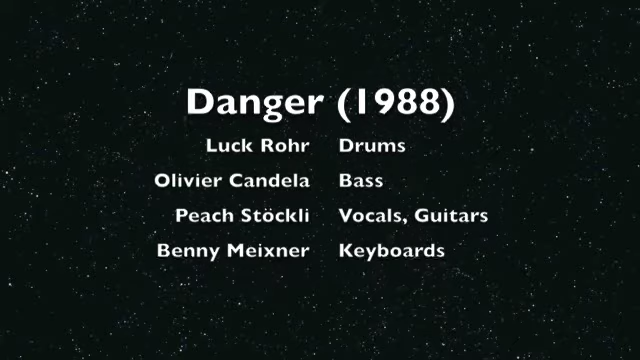 Danger (1988)
Luck Rohr Drums
Olivier Candela Bass
Peach Stöckli Vocals, Guitars
Benny Meixner Keyboards